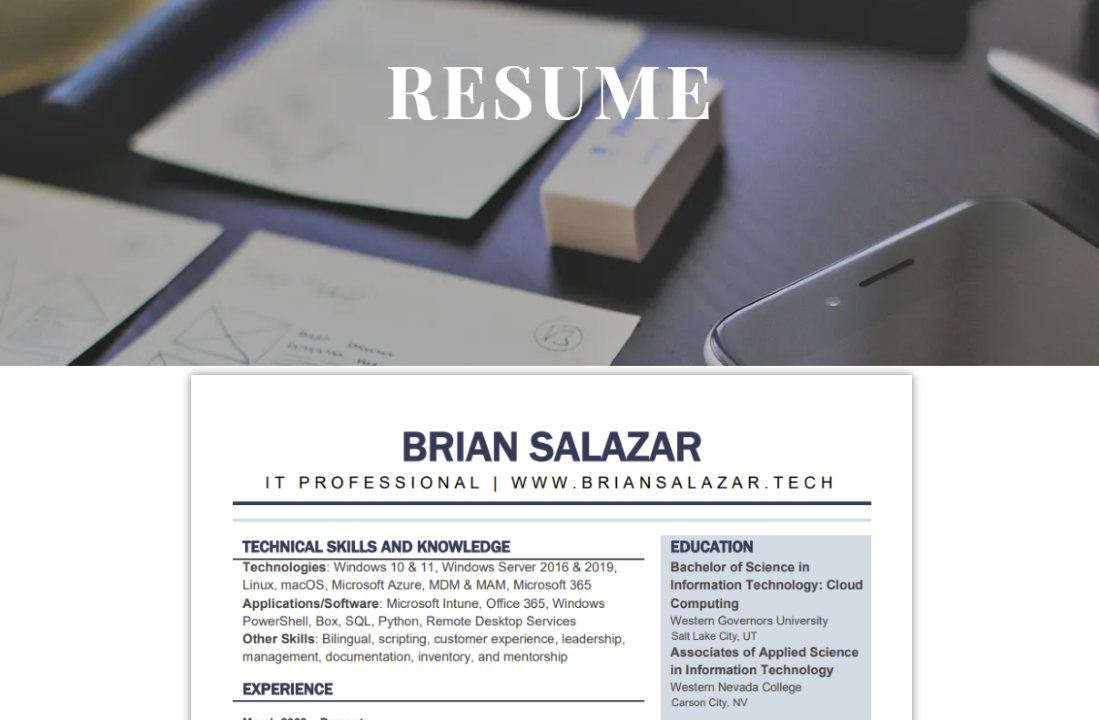 RESUME
BRIAN SALAZAR
IT PROFESSIONAL | WWW.BRIANSALAZAR.TECH
TECHNICAL SKILLS AND KNOWLEDGE
Technologies: Windows 10 & 11, Windows Server 2016 & 2019,
Linux, macOS, Microsoft Azure, MDM & MAM, Microsoft 365
Applications/Software: Microsoft Intune, Office 365, Windows
PowerShell, Box, SQL, Python, Remote Desktop Services
Other Skills: Bilingual, scripting, customer experience, leadership,
management, documentation, inventory, and mentorship
EXPERIENCE
EDUCATION
Bachelor of Science in
Information Technology: Cloud
Computing
Western Governors University
Salt Lake City, UT
Associates of Applied Science
in Information Technology
Western Nevada College
Carson City, NV